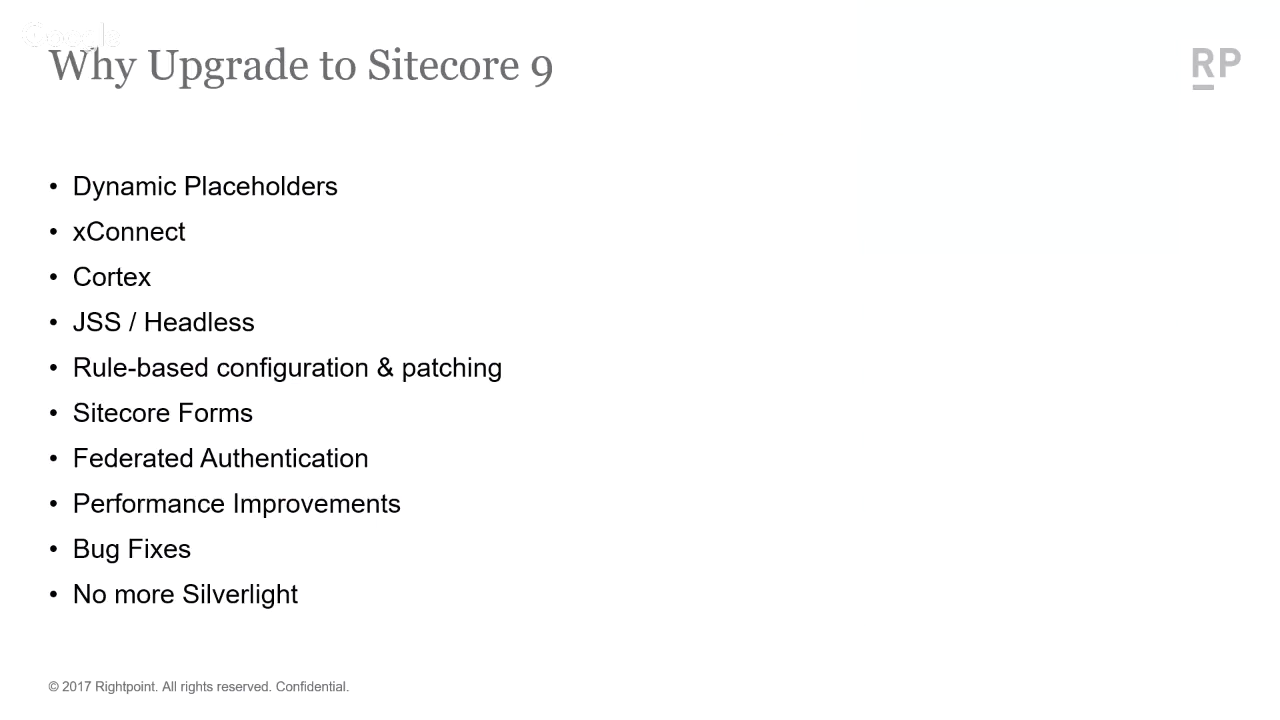 Google
Why Upgrade to Sitecore 9
RP
• Dynamic Placeholders
• xConnect
• Cortex
• JSS / Headless
• Rule-based configuration & patching
• Sitecore Forms
• Federated Authentication
• Performance Improvements
• Bug Fixes
• No more Silverlight
© 2017 Rightpoint. All rights reserved. Confidential.